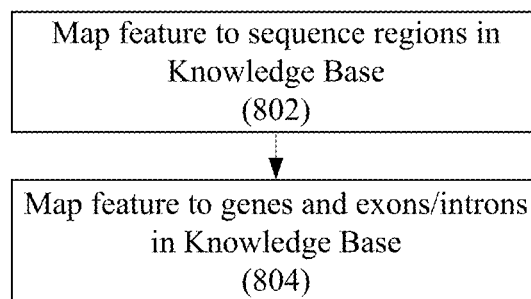 Map feature to sequence regions in
Knowledge Base
(802)
Map feature to genes and exons/introns
in Knowledge Base
(804)